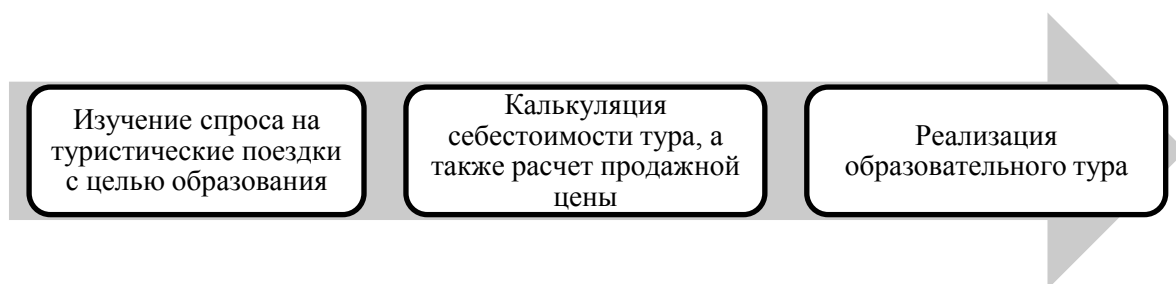 Изучение спроса на
туристические поездки
с целью образования
Калькуляция
себестоимости тура, а
также расчет продажной
цены
Реализация
образовательного тура